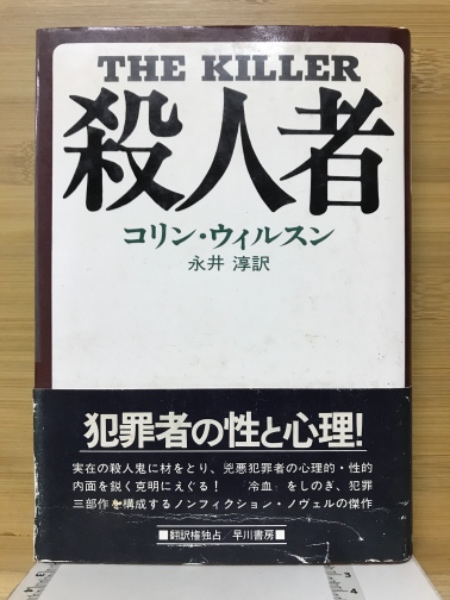 THE KILLER
殺人者
コリン・ウィルスン
永井 淳訳
犯罪者の性と心理!
実在の殺人鬼に材をとり、兇悪犯罪者の心理的・性的
内面を鋭く克明にえぐる! 冷血 をしのぎ、犯罪
三部作を構成するノンフィクション・ノヴェルの傑作
■翻訳権独占/早川書房■
3
4